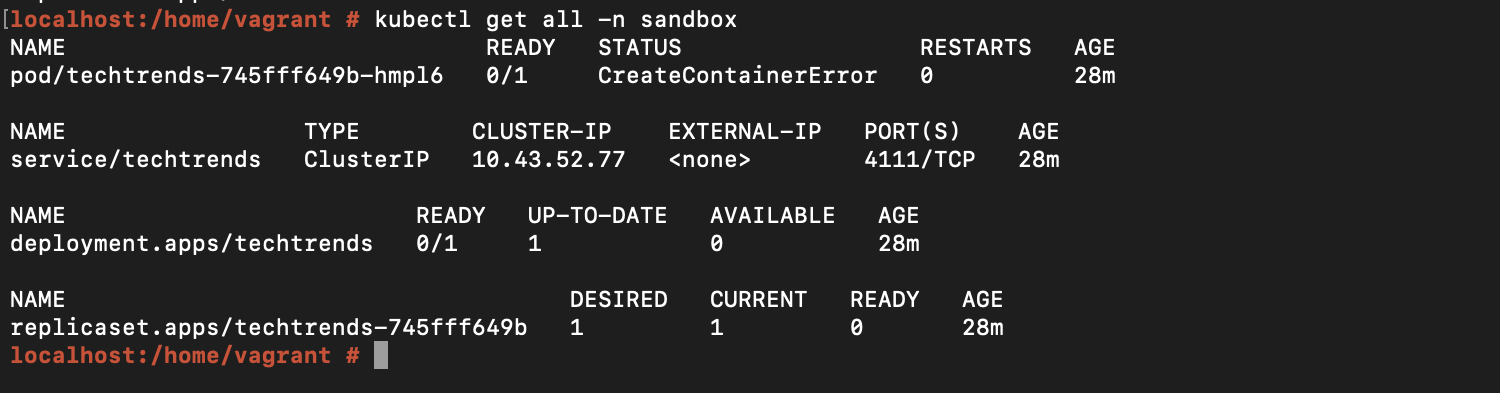 [localhost:/home/vagrant # kubectl get all -n sandbox
NAME                              READY   STATUS                 RESTARTS   AGE
pod/techtrends-745fff649b-hmpl6   0/1     CreateContainerError   0          28m

NAME                 TYPE        CLUSTER-IP    EXTERNAL-IP   PORT(S)    AGE
service/techtrends   ClusterIP   10.43.52.77   <none>        4111/TCP   28m

NAME                         READY   UP-TO-DATE   AVAILABLE   AGE
deployment.apps/techtrends   0/1     1            0           28m

NAME                                    DESIRED   CURRENT   READY   AGE
replicaset.apps/techtrends-745fff649b   1         1         0       28m
localhost:/home/vagrant #